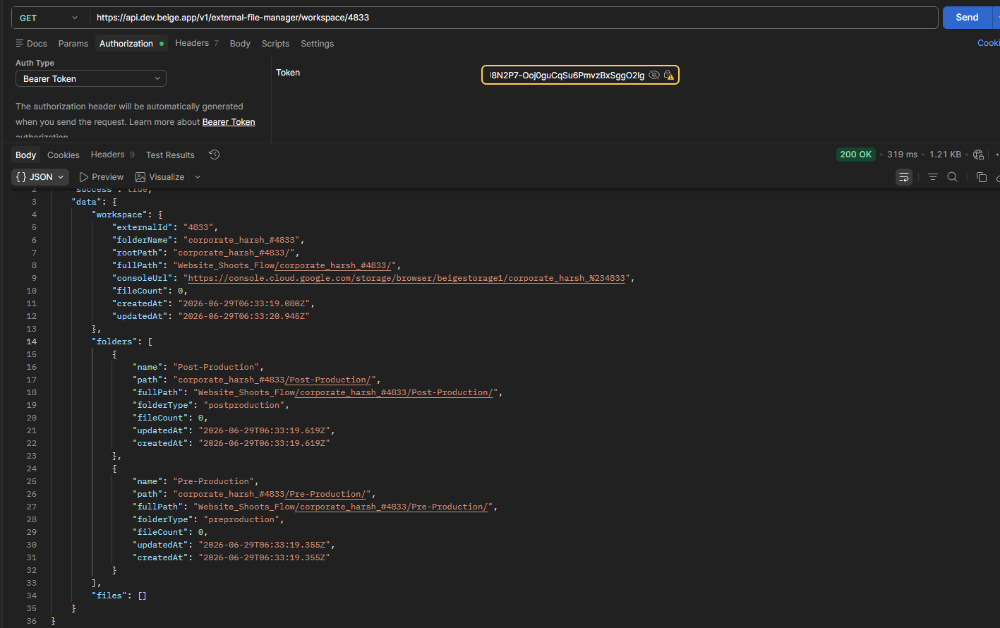 GET https://api.dev.beige.app/v1/external-file-manager/workspace/4833 Send
Docs Params Authorization Headers 7 Body Scripts Settings Cooki
Auth Type
Bearer Token
Token
J8N2P7-Ooj0guCqSu6PmvzBxSggO2lg
The authorization header will be automatically generated
when you send the request. Learn more about Bearer Token
authorization.
Body Cookies Headers 9 Test Results 200 OK • 319 ms • 1.21 KB
{} JSON Preview Visualize
2 "success": true,
3 "data": {
4 "workspace": {
5 "externalId": "4833",
6 "folderName": "corporate_harsh_#4833",
7 "rootPath": "corporate_harsh_#4833/",
8 "fullPath": "Website_Shoots_Flow/corporate_harsh_#4833/",
9 "consoleUrl": "https://console.cloud.google.com/storage/browser/beigestorage1/corporate_harsh_%234833",
10 "fileCount": 0,
11 "createdAt": "2026-06-29T06:33:19.080Z",
12 "updatedAt": "2026-06-29T06:33:20.945Z"
13 },
14 "folders": [
15 {
16 "name": "Post-Production",
17 "path": "corporate_harsh_#4833/Post-Production/",
18 "fullPath": "Website_Shoots_Flow/corporate_harsh_#4833/Post-Production/",
19 "folderType": "postproduction",
20 "fileCount": 0,
21 "updatedAt": "2026-06-29T06:33:19.619Z",
22 "createdAt": "2026-06-29T06:33:19.619Z"
23 },
24 {
25 "name": "Pre-Production",
26 "path": "corporate_harsh_#4833/Pre-Production/",
27 "fullPath": "Website_Shoots_Flow/corporate_harsh_#4833/Pre-Production/",
28 "folderType": "preproduction",
29 "fileCount": 0,
30 "updatedAt": "2026-06-29T06:33:19.355Z",
31 "createdAt": "2026-06-29T06:33:19.355Z"
32 }
33 ],
34 "files": []
35 }
36 }